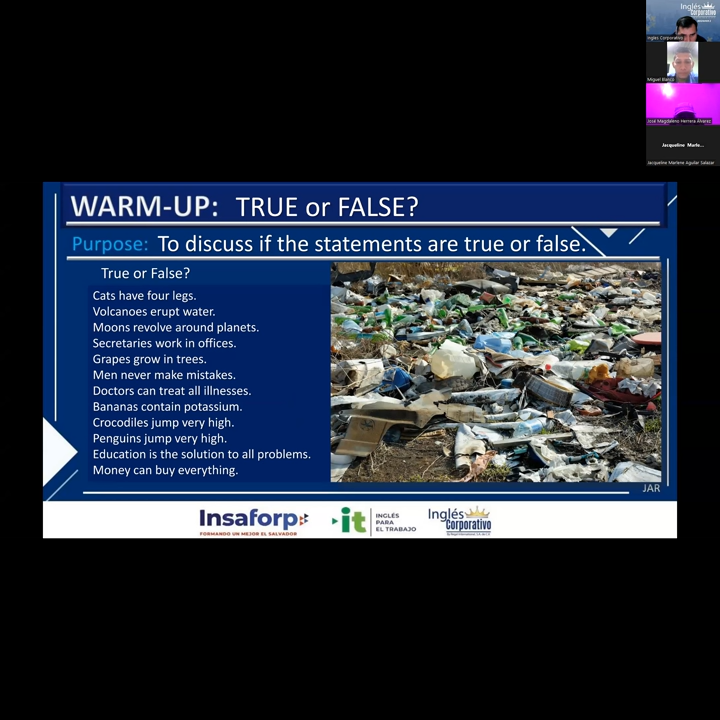 Inglés
Corporativo
Ingles Corporativo
Miguel Blanco
José Magdaleno Herrera Alvarez
Jacqueline Marle...
Jacqueline Marlene Aguilar Salazar
WARM-UP: TRUE or FALSE?
Purpose: To discuss if the statements are true or false.
True or False?
Cats have four legs.
Volcanoes erupt water.
Moons revolve around planets.
Secretaries work in offices.
Grapes grow in trees.
Men never make mistakes.
Doctors can treat all illnesses.
Bananas contain potassium.
Crocodiles jump very high.
Penguins jump very high.
Education is the solution to all problems.
Money can buy everything.
JAR
Insaforp
FORMANDO UN MEJOR EL SALVADOR
it
INGLÉS
PARA
EL TRABAJO
Inglés
Corporativo